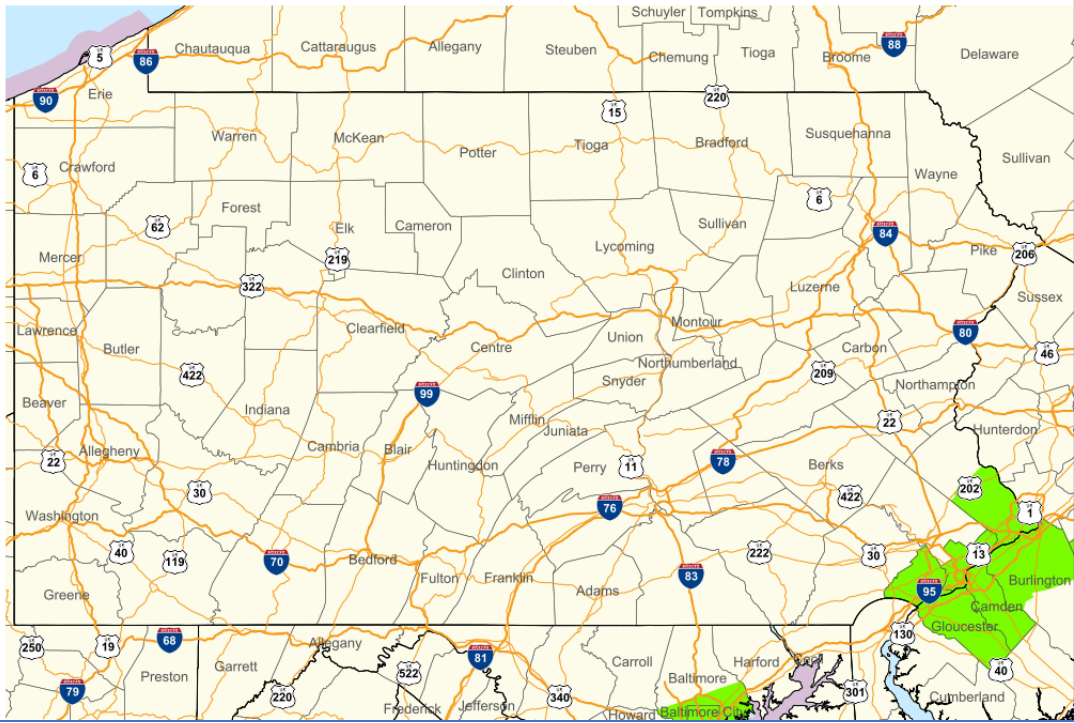 Schuyler Tompkins
5
86
Chautauqua
Cattaraugus
Allegany
Steuben
Chemung
Tioga
Broome
88
Delaware
90
Erie
15
220
Warren
McKean
Potter
Tioga
Bradford
Susquehanna
Sullivan
6
Crawford
Wayne
62
Forest
Elk
Cameron
Lycoming
Sullivan
6
84
Pike
206
Mercer
322
219
Clinton
Luzerne
Sussex
Lawrence
Butler
Clearfield
Centre
Union
Montour
80
Carbon
46
422
Northumberland
Snyder
209
Beaver
99
Northampton
Indiana
Mifflin
Juniata
22
Hunterdon
Allegheny
Cambria
Blair
Huntingdon
22
Perry
11
78
Berks
30
202
422
Washington
76
1
40
119
70
Bedford
222
30
13
Fulton
Franklin
83
95
Burlington
Greene
Adams
Camden
Gloucester
250
19
68
Allegany
130
Preston
Garrett
81
Carroll
Harford
522
Baltimore
40
79
220
340
301
Cumberland
Frederick
Jefferson
Howard
Baltimore City